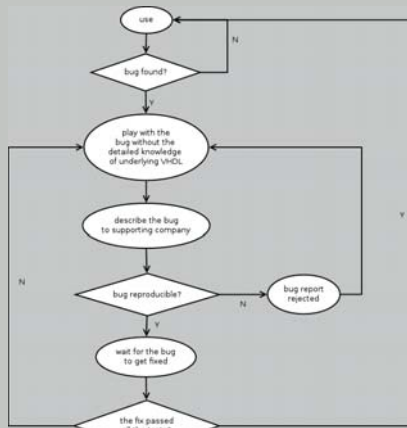 use
N
bug found?
Y
play with the
bug without the
detailed knowledge
of underlying VHDL
describe the bug
to supporting company
Y
N
bug reproducible?
N
bug report
rejected
Y
wait for the bug
to get fixed
the fix passed